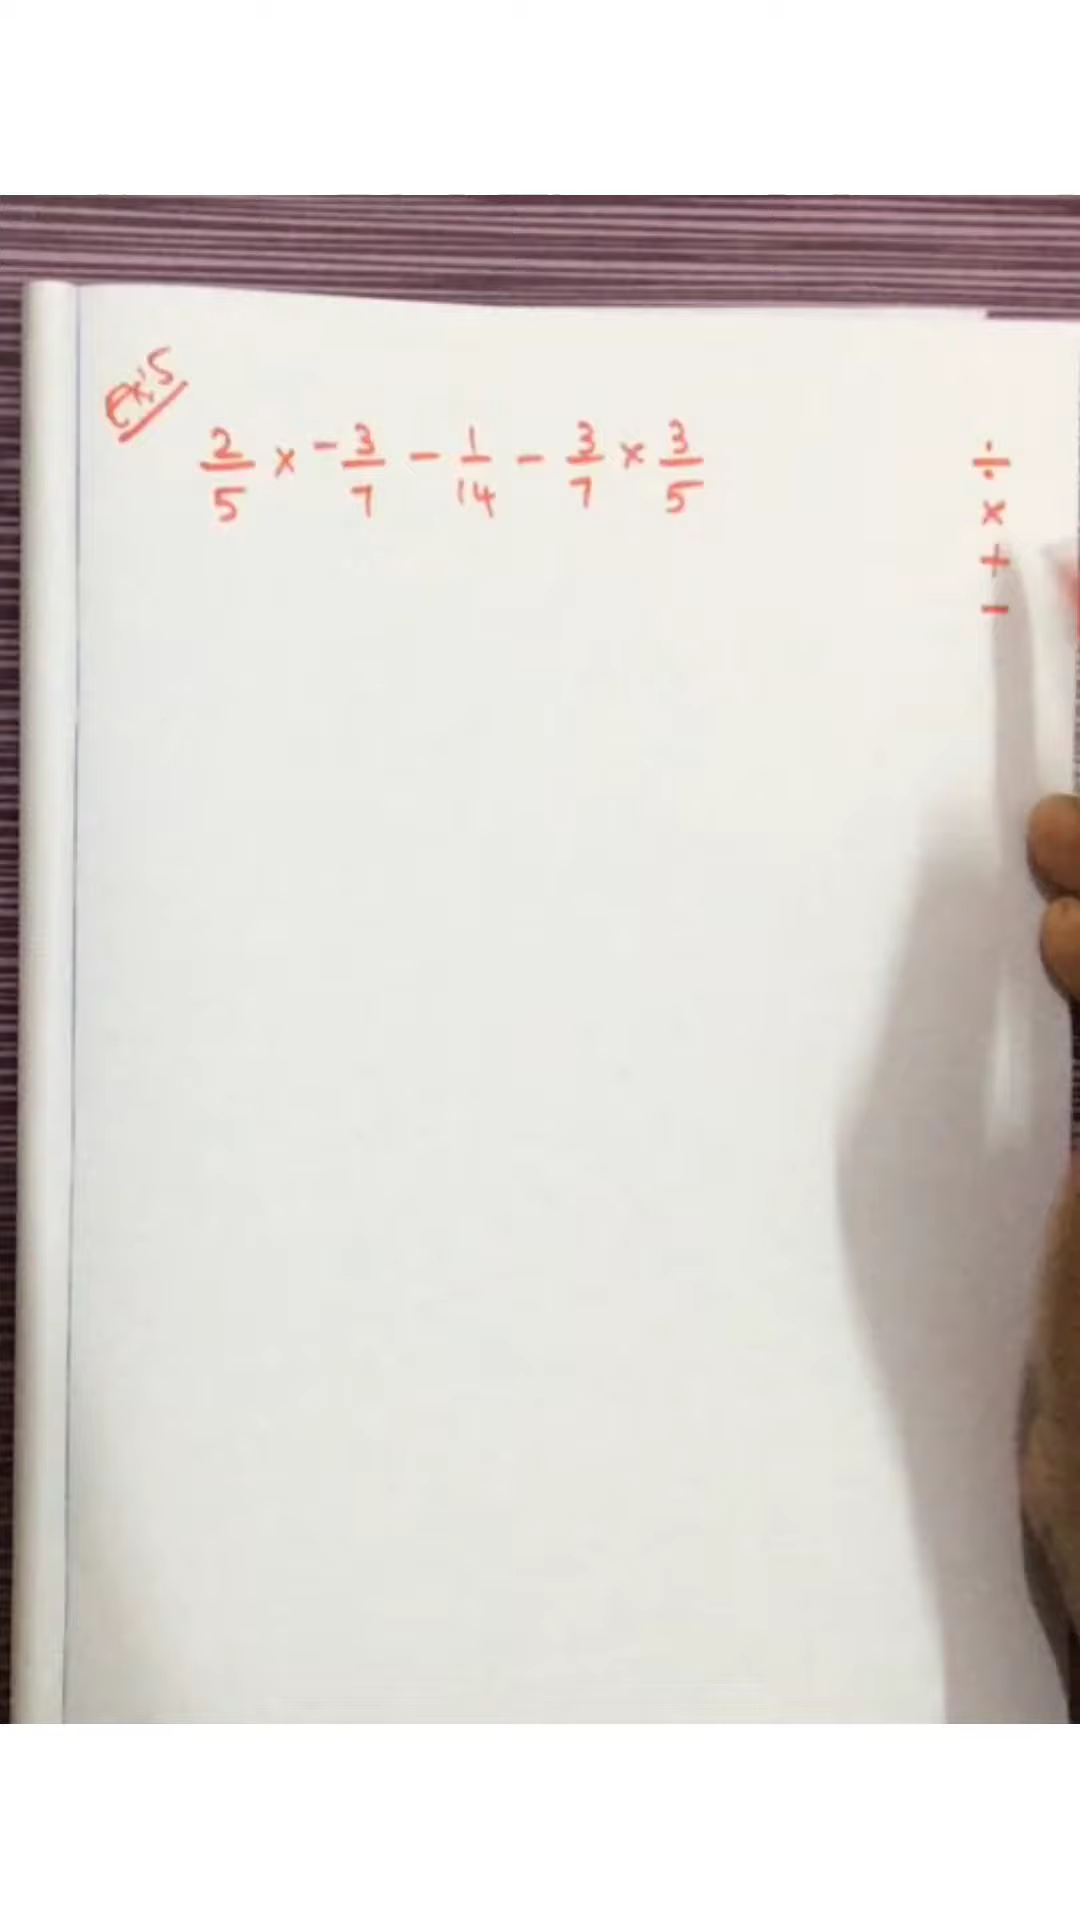 Ex:5
2/5 × -3/7 - 1/14 - 3/7 × 3/5
÷
×
+
-